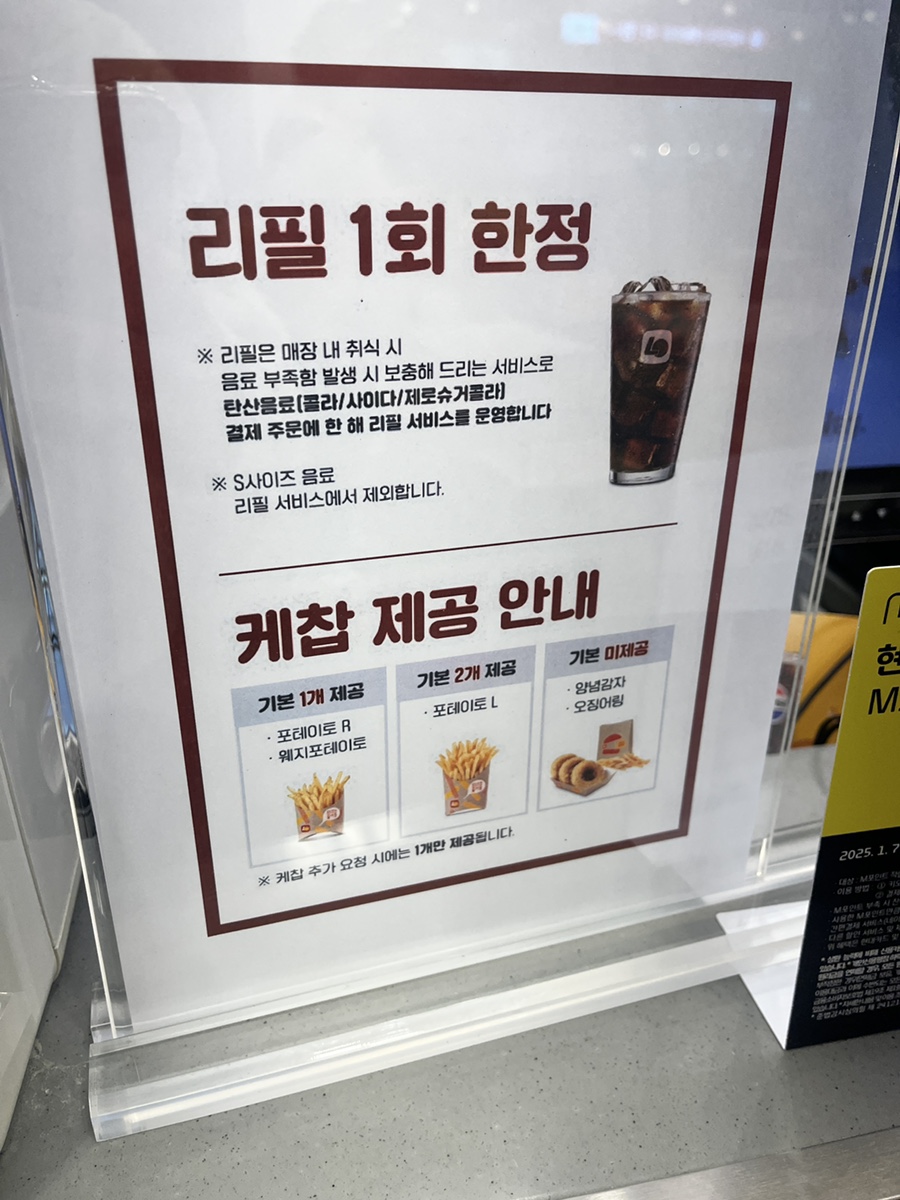 리필 1회 한정
※ 리필은 매장 내 취식 시
음료 부족함 발생 시 보충해 드리는 서비스로
탄산음료(콜라/사이다/제로슈거콜라)
결제 주문에 한 해 리필 서비스를 운영합니다
※ S사이즈 음료
리필 서비스에서 제외합니다.
케찹 제공 안내
기본 1개 제공
· 포테이토 R
· 웨지포테이토
기본 2개 제공
· 포테이토 L
기본 미제공
· 양념감자
· 오징어링
※ 케찹 추가 요청 시에는 1개만 제공됩니다.
현
M
2025. 1. 7